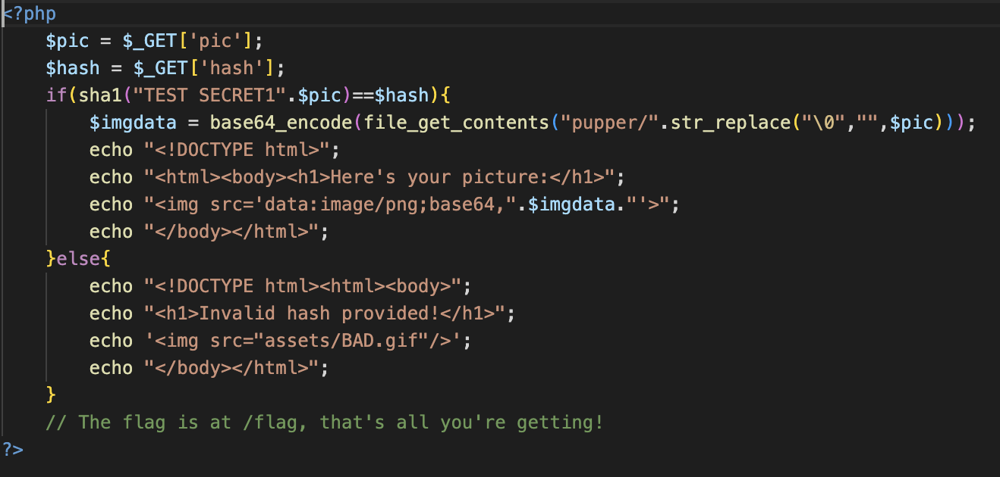 <?php
    $pic = $_GET['pic'];
    $hash = $_GET['hash'];
    if(sha1("TEST SECRET1".$pic)==$hash){
        $imgdata = base64_encode(file_get_contents("pupper/".str_replace("\0","",$pic)));
        echo "<!DOCTYPE html>";
        echo "<html><body><h1>Here's your picture:</h1>";
        echo "<img src='data:image/png;base64,".$imgdata."'>";
        echo "</body></html>";
    }else{
        echo "<!DOCTYPE html><html><body>";
        echo "<h1>Invalid hash provided!</h1>";
        echo '<img src="assets/BAD.gif"/>';
        echo "</body></html>";
    }
    // The flag is at /flag, that's all you're getting!
?>